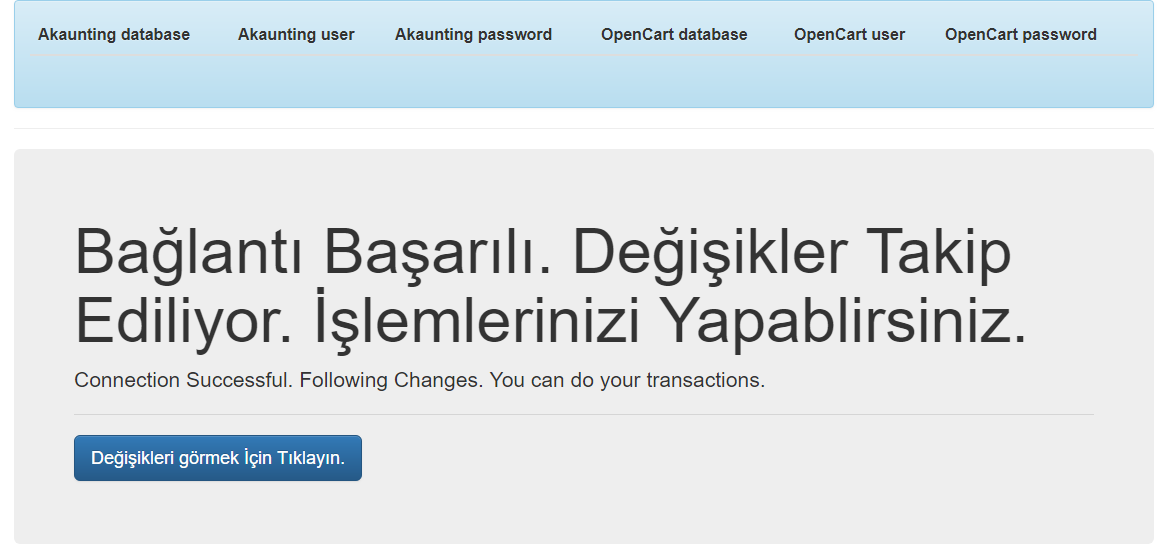 Akaunting database Akaunting user Akaunting password OpenCart database OpenCart user OpenCart password
Bağlantı Başarılı. Değişikler Takip
Ediliyor. İşlemlerinizi Yapablirsiniz.
Connection Successful. Following Changes. You can do your transactions.
Değişikleri görmek İçin Tıklayın.